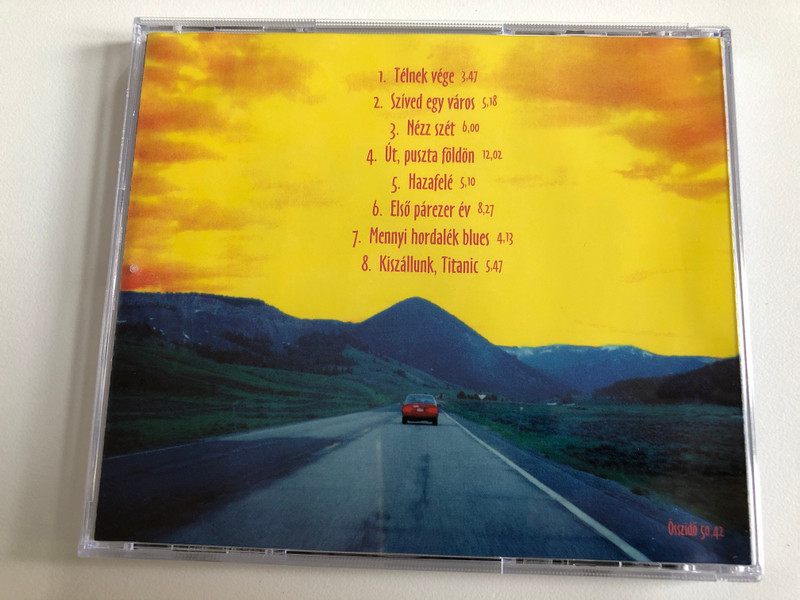 1. Télnek vége 3,47
2. Szíved egy város 5,18
3. Nézz szét 6,00
4. Út, puszta földön 12,02
5. Hazafelé 5,10
6. Első párezer év 8,27
7. Mennyi hordalék blues 4,13
8. Kiszállunk, Titanic 5,47
Összidő 50.42